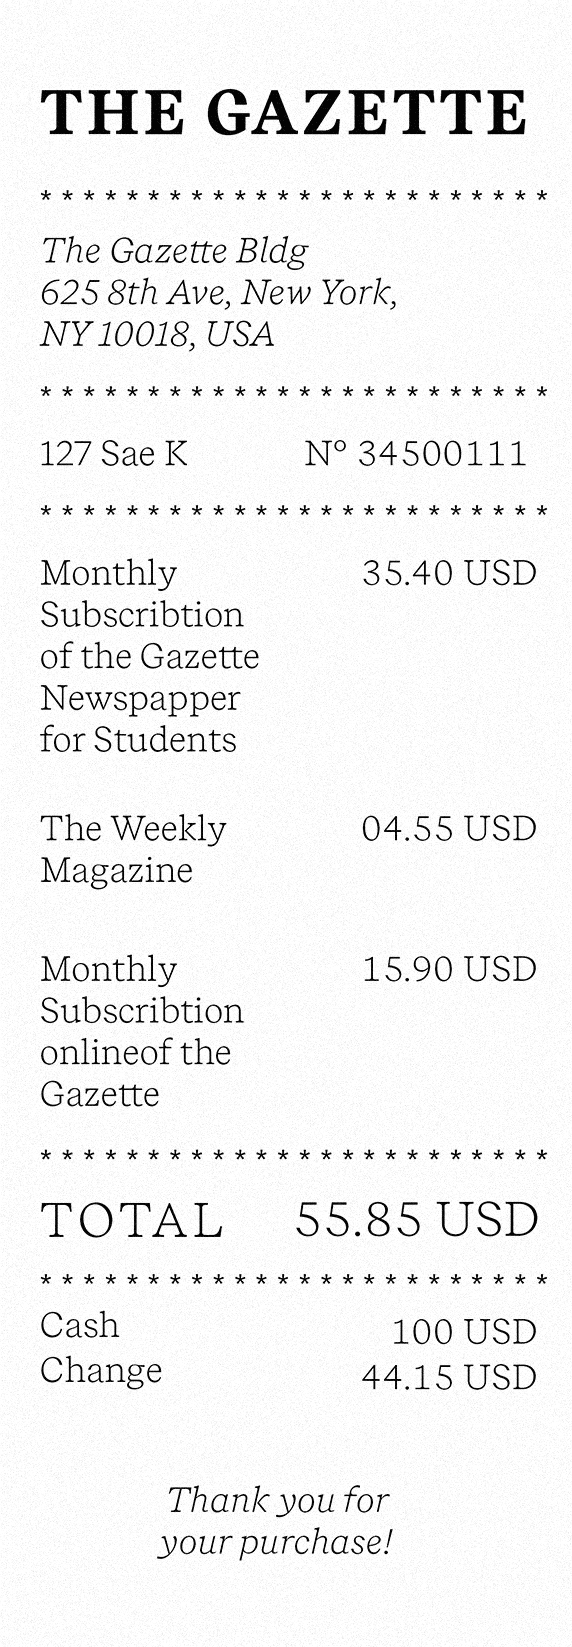 THE GAZETTE
* * * * * * * * * * * * * * * * * * * * * * * *
The Gazette Bldg
625 8th Ave, New York,
NY 10018, USA
* * * * * * * * * * * * * * * * * * * * * * * *
127 Sae K Nº 34500111
* * * * * * * * * * * * * * * * * * * * * * * *
Monthly 35.40 USD
Subscribtion
of the Gazette
Newspapper
for Students
The Weekly 04.55 USD
Magazine
Monthly 15.90 USD
Subscribtion
onlineof the
Gazette
* * * * * * * * * * * * * * * * * * * * * * * *
TOTAL 55.85 USD
* * * * * * * * * * * * * * * * * * * * * * * *
Cash 100 USD
Change 44.15 USD
Thank you for
your purchase!